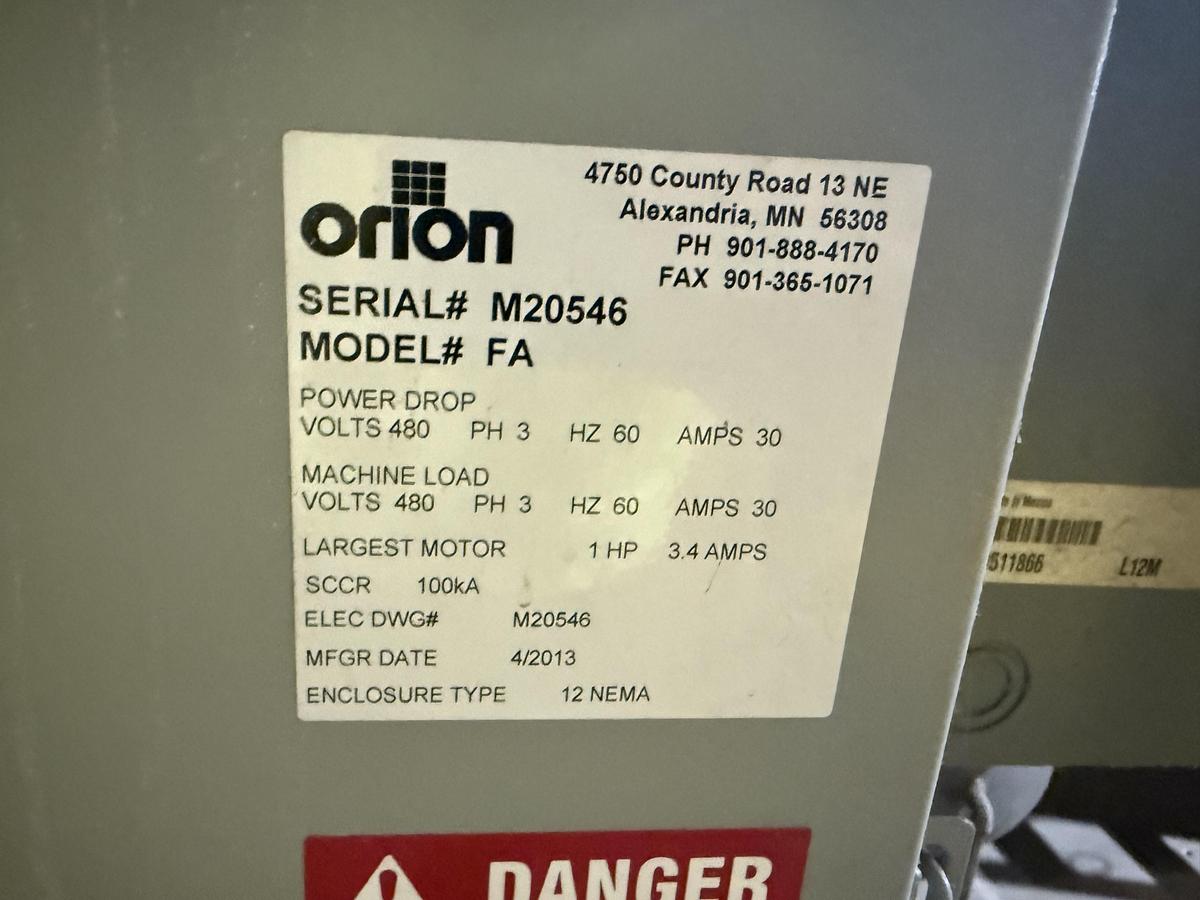 orion
4750 County Road 13 NE
Alexandria, MN 56308
PH 901-888-4170
FAX 901-365-1071
SERIAL# M20546
MODEL# FA
POWER DROP
VOLTS 480 PH 3 HZ 60 AMPS 30
MACHINE LOAD
VOLTS 480 PH 3 HZ 60 AMPS 30
LARGEST MOTOR 1 HP 3.4 AMPS
SCCR 100kA
ELEC DWG# M20546
MFGR DATE 4/2013
ENCLOSURE TYPE 12 NEMA
DANGER
511866 L12M